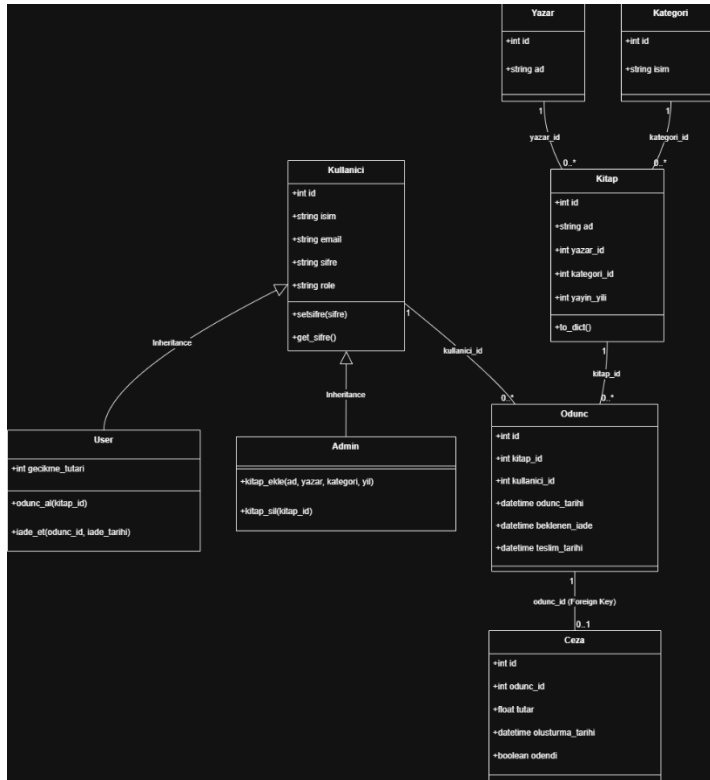 Yazar
+int id
+string ad
Kategori
+int id
+string isim
1
yazar_id
0..*
1
kategori_id
0..*
Kitap
+int id
+string ad
+int yazar_id
+int kategori_id
+int yayin_yili
+to_dict()
Kullanici
+int id
+string isim
+string email
+string sifre
+string role
+setsifre(sifre)
+get_sifre()
1
kullanici_id
0..*
1
kitap_id
0..*
Inheritance
Inheritance
User
+int gecikme_tutari
+odunc_al(kitap_id)
+iade_et(odunc_id, iade_tarihi)
Admin
+kitap_ekle(ad, yazar, kategori, yil)
+kitap_sil(kitap_id)
Odunc
+int id
+int kitap_id
+int kullanici_id
+datetime odunc_tarihi
+datetime beklenen_iade
+datetime teslim_tarihi
1
odunc_id (Foreign Key)
0..1
Ceza
+int id
+int odunc_id
+float tutar
+datetime olusturma_tarihi
+boolean odendi